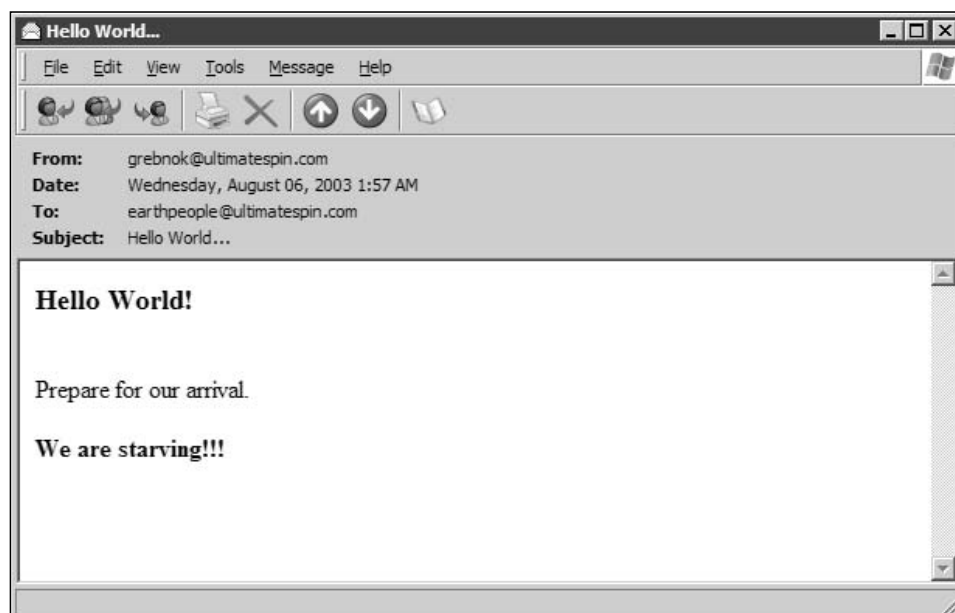 Hello World...
File Edit View Tools Message Help
From: grebnok@ultimatespin.com
Date: Wednesday, August 06, 2003 1:57 AM
To: earthpeople@ultimatespin.com
Subject: Hello World...
Hello World!
Prepare for our arrival.
We are starving!!!